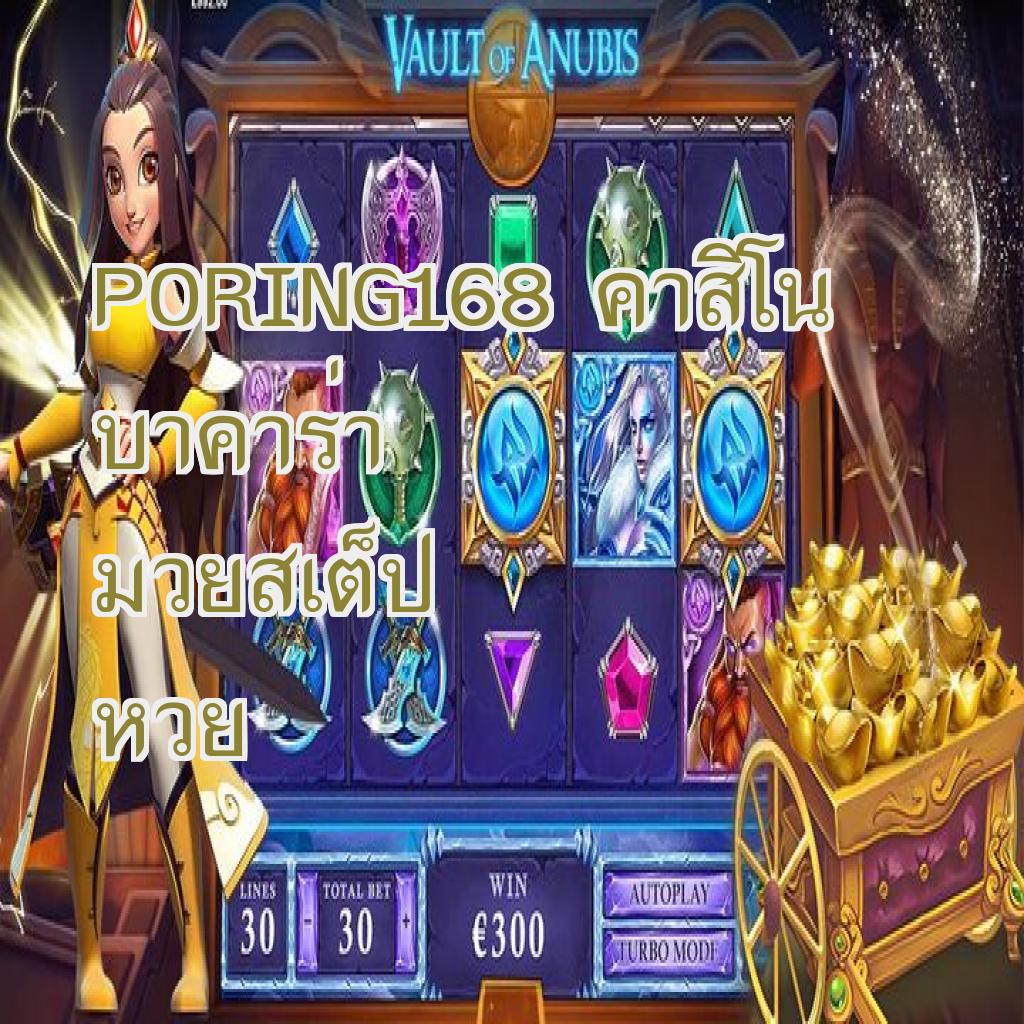 VAULT OF ANUBIS
PORING168 คาสิโน
บาคาร่า
มวยสเต็ป
หวย
LINES
30
TOTAL BET
- 30 +
WIN
€300
AUTOPLAY
TURBO MODE